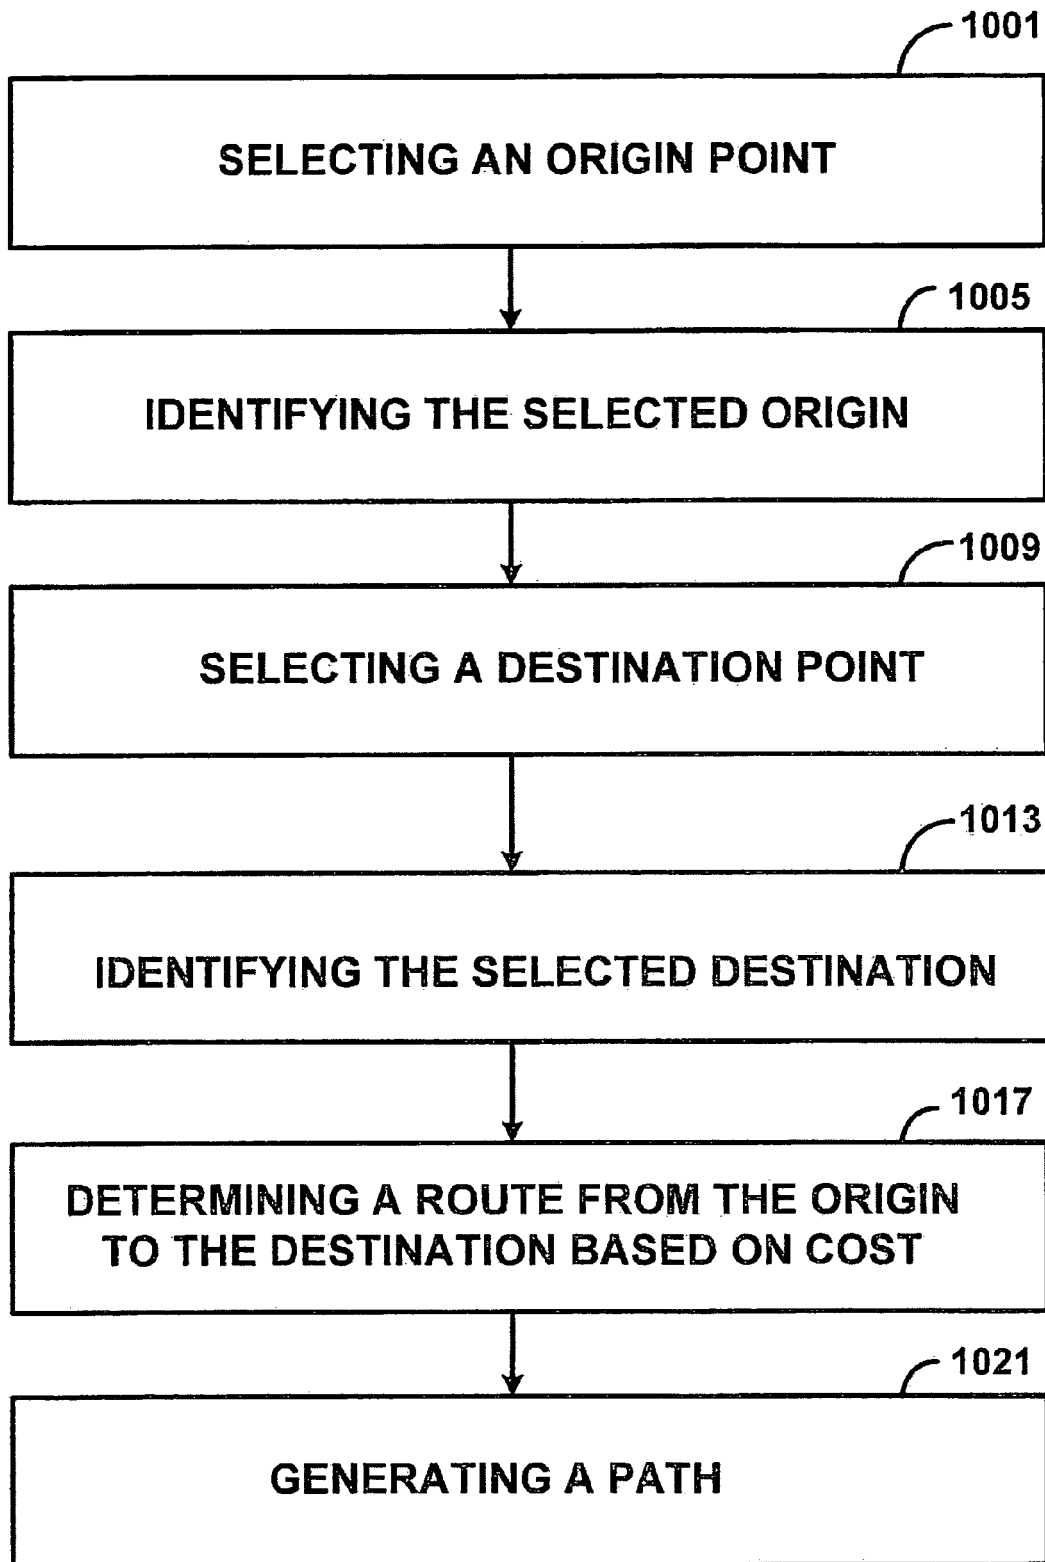 1001
SELECTING AN ORIGIN POINT
1005
IDENTIFYING THE SELECTED ORIGIN
1009
SELECTING A DESTINATION POINT
1013
IDENTIFYING THE SELECTED DESTINATION
1017
DETERMINING A ROUTE FROM THE ORIGIN
TO THE DESTINATION BASED ON COST
1021
GENERATING A PATH